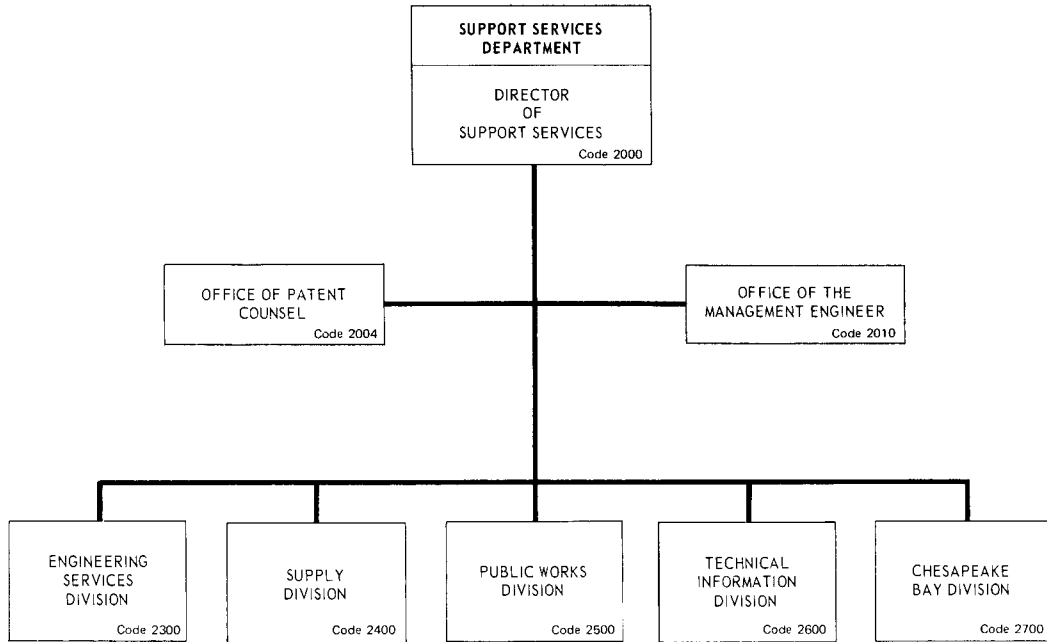 SUPPORT SERVICES
DEPARTMENT
DIRECTOR
OF
SUPPORT SERVICES
Code 2000
OFFICE OF PATENT
COUNSEL
Code 2004
OFFICE OF THE
MANAGEMENT ENGINEER
Code 2010
ENGINEERING
SERVICES
DIVISION
Code 2300
SUPPLY
DIVISION
Code 2400
PUBLIC WORKS
DIVISION
Code 2500
TECHNICAL
INFORMATION
DIVISION
Code 2600
CHESAPEAKE
BAY DIVISION
Code 2700